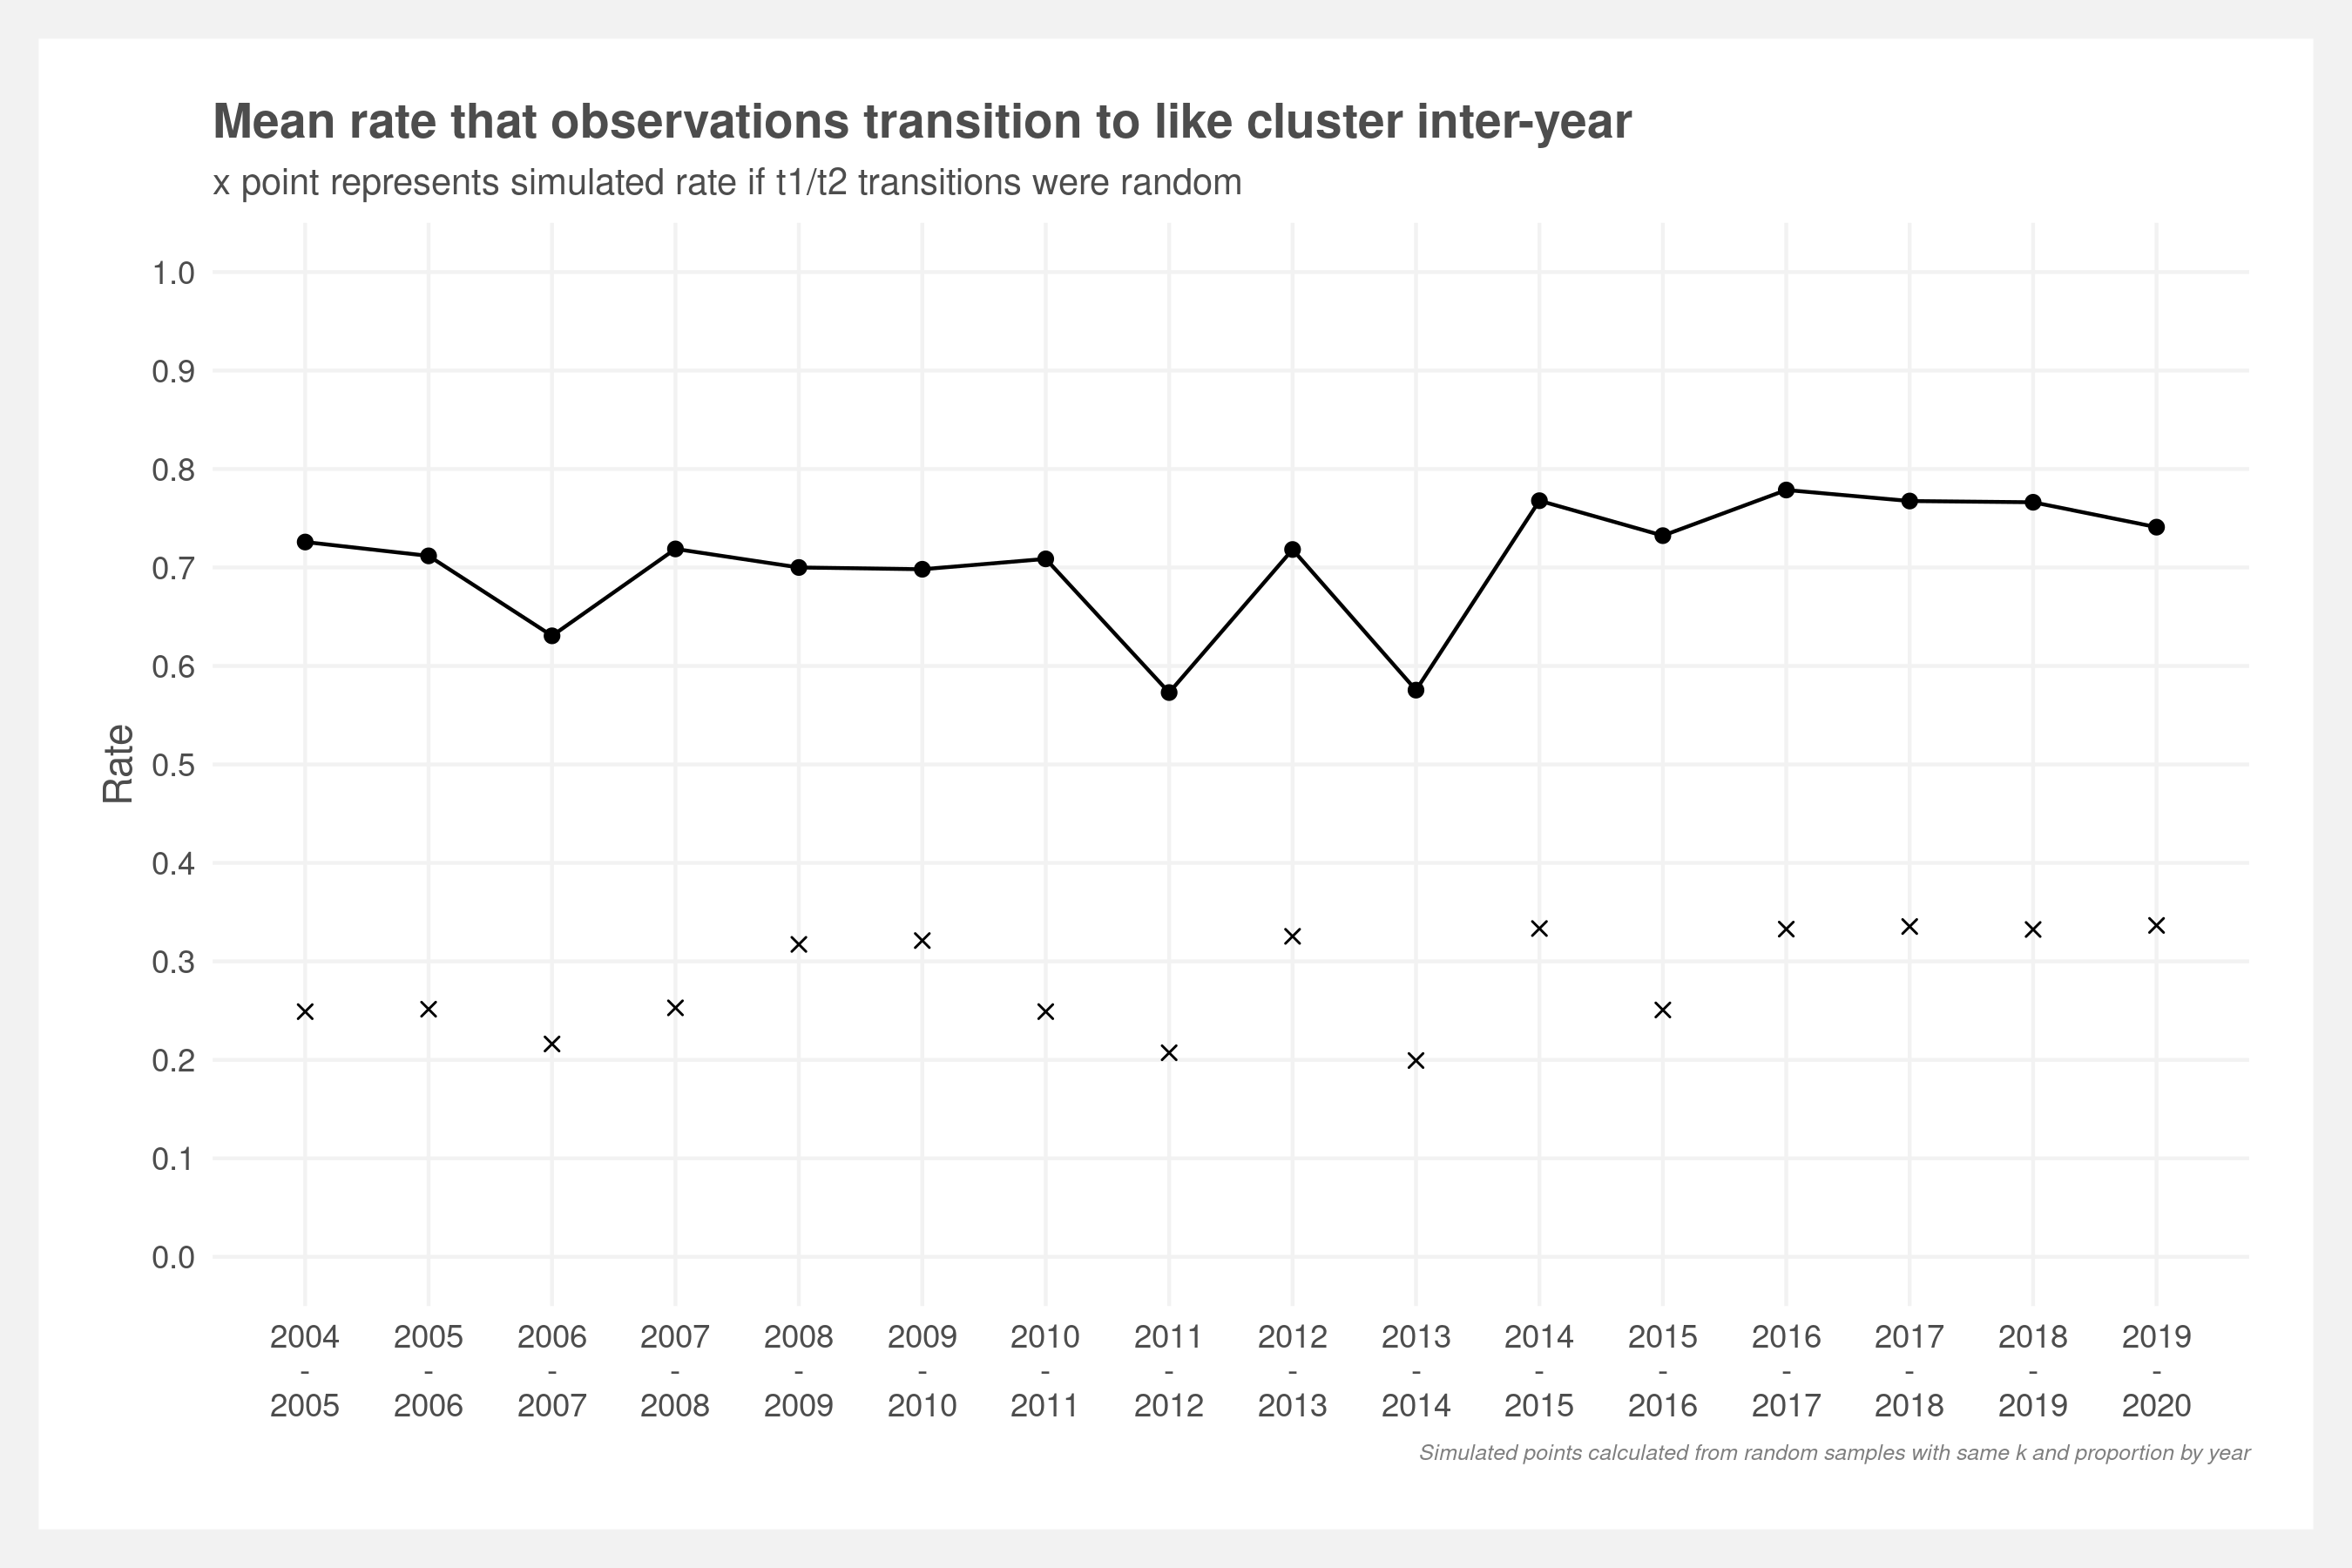 Mean rate that observations transition to like cluster inter-year
x point represents simulated rate if t1/t2 transitions were random
1.0
0.9
0.8
0.7
0.6
0.5
0.4
0.3
0.2
0.1
0.0
Rate
2004 2005 2006 2007 2008 2009 2010 2011 2012 2013 2014 2015 2016 2017 2018 2019
- - - - - - - - - - - - - - - -
2005 2006 2007 2008 2009 2010 2011 2012 2013 2014 2015 2016 2017 2018 2019 2020
Simulated points calculated from random samples with same k and proportion by year